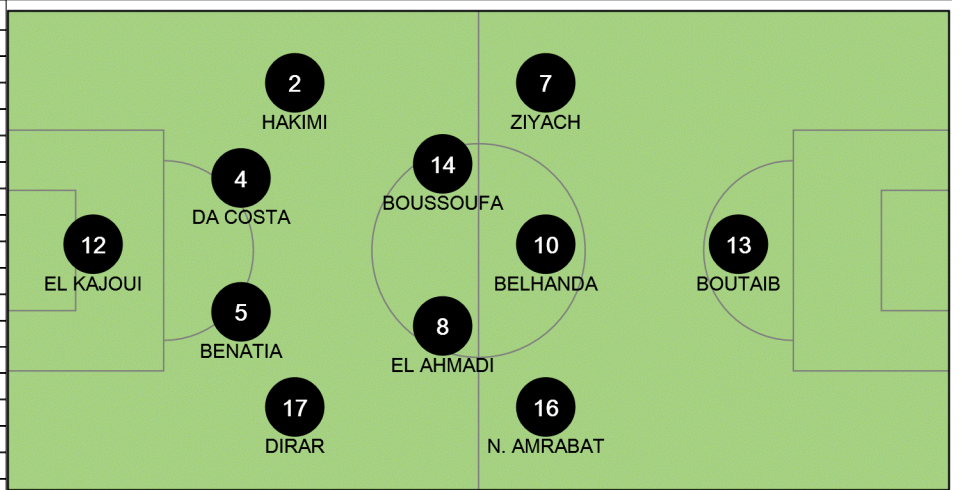 2
HAKIMI
7
ZIYACH
14
BOUSSOUFA
4
DA COSTA
12
EL KAJOUI
10
BELHANDA
13
BOUTAIB
5
BENATIA
8
EL AHMADI
17
DIRAR
16
N. AMRABAT